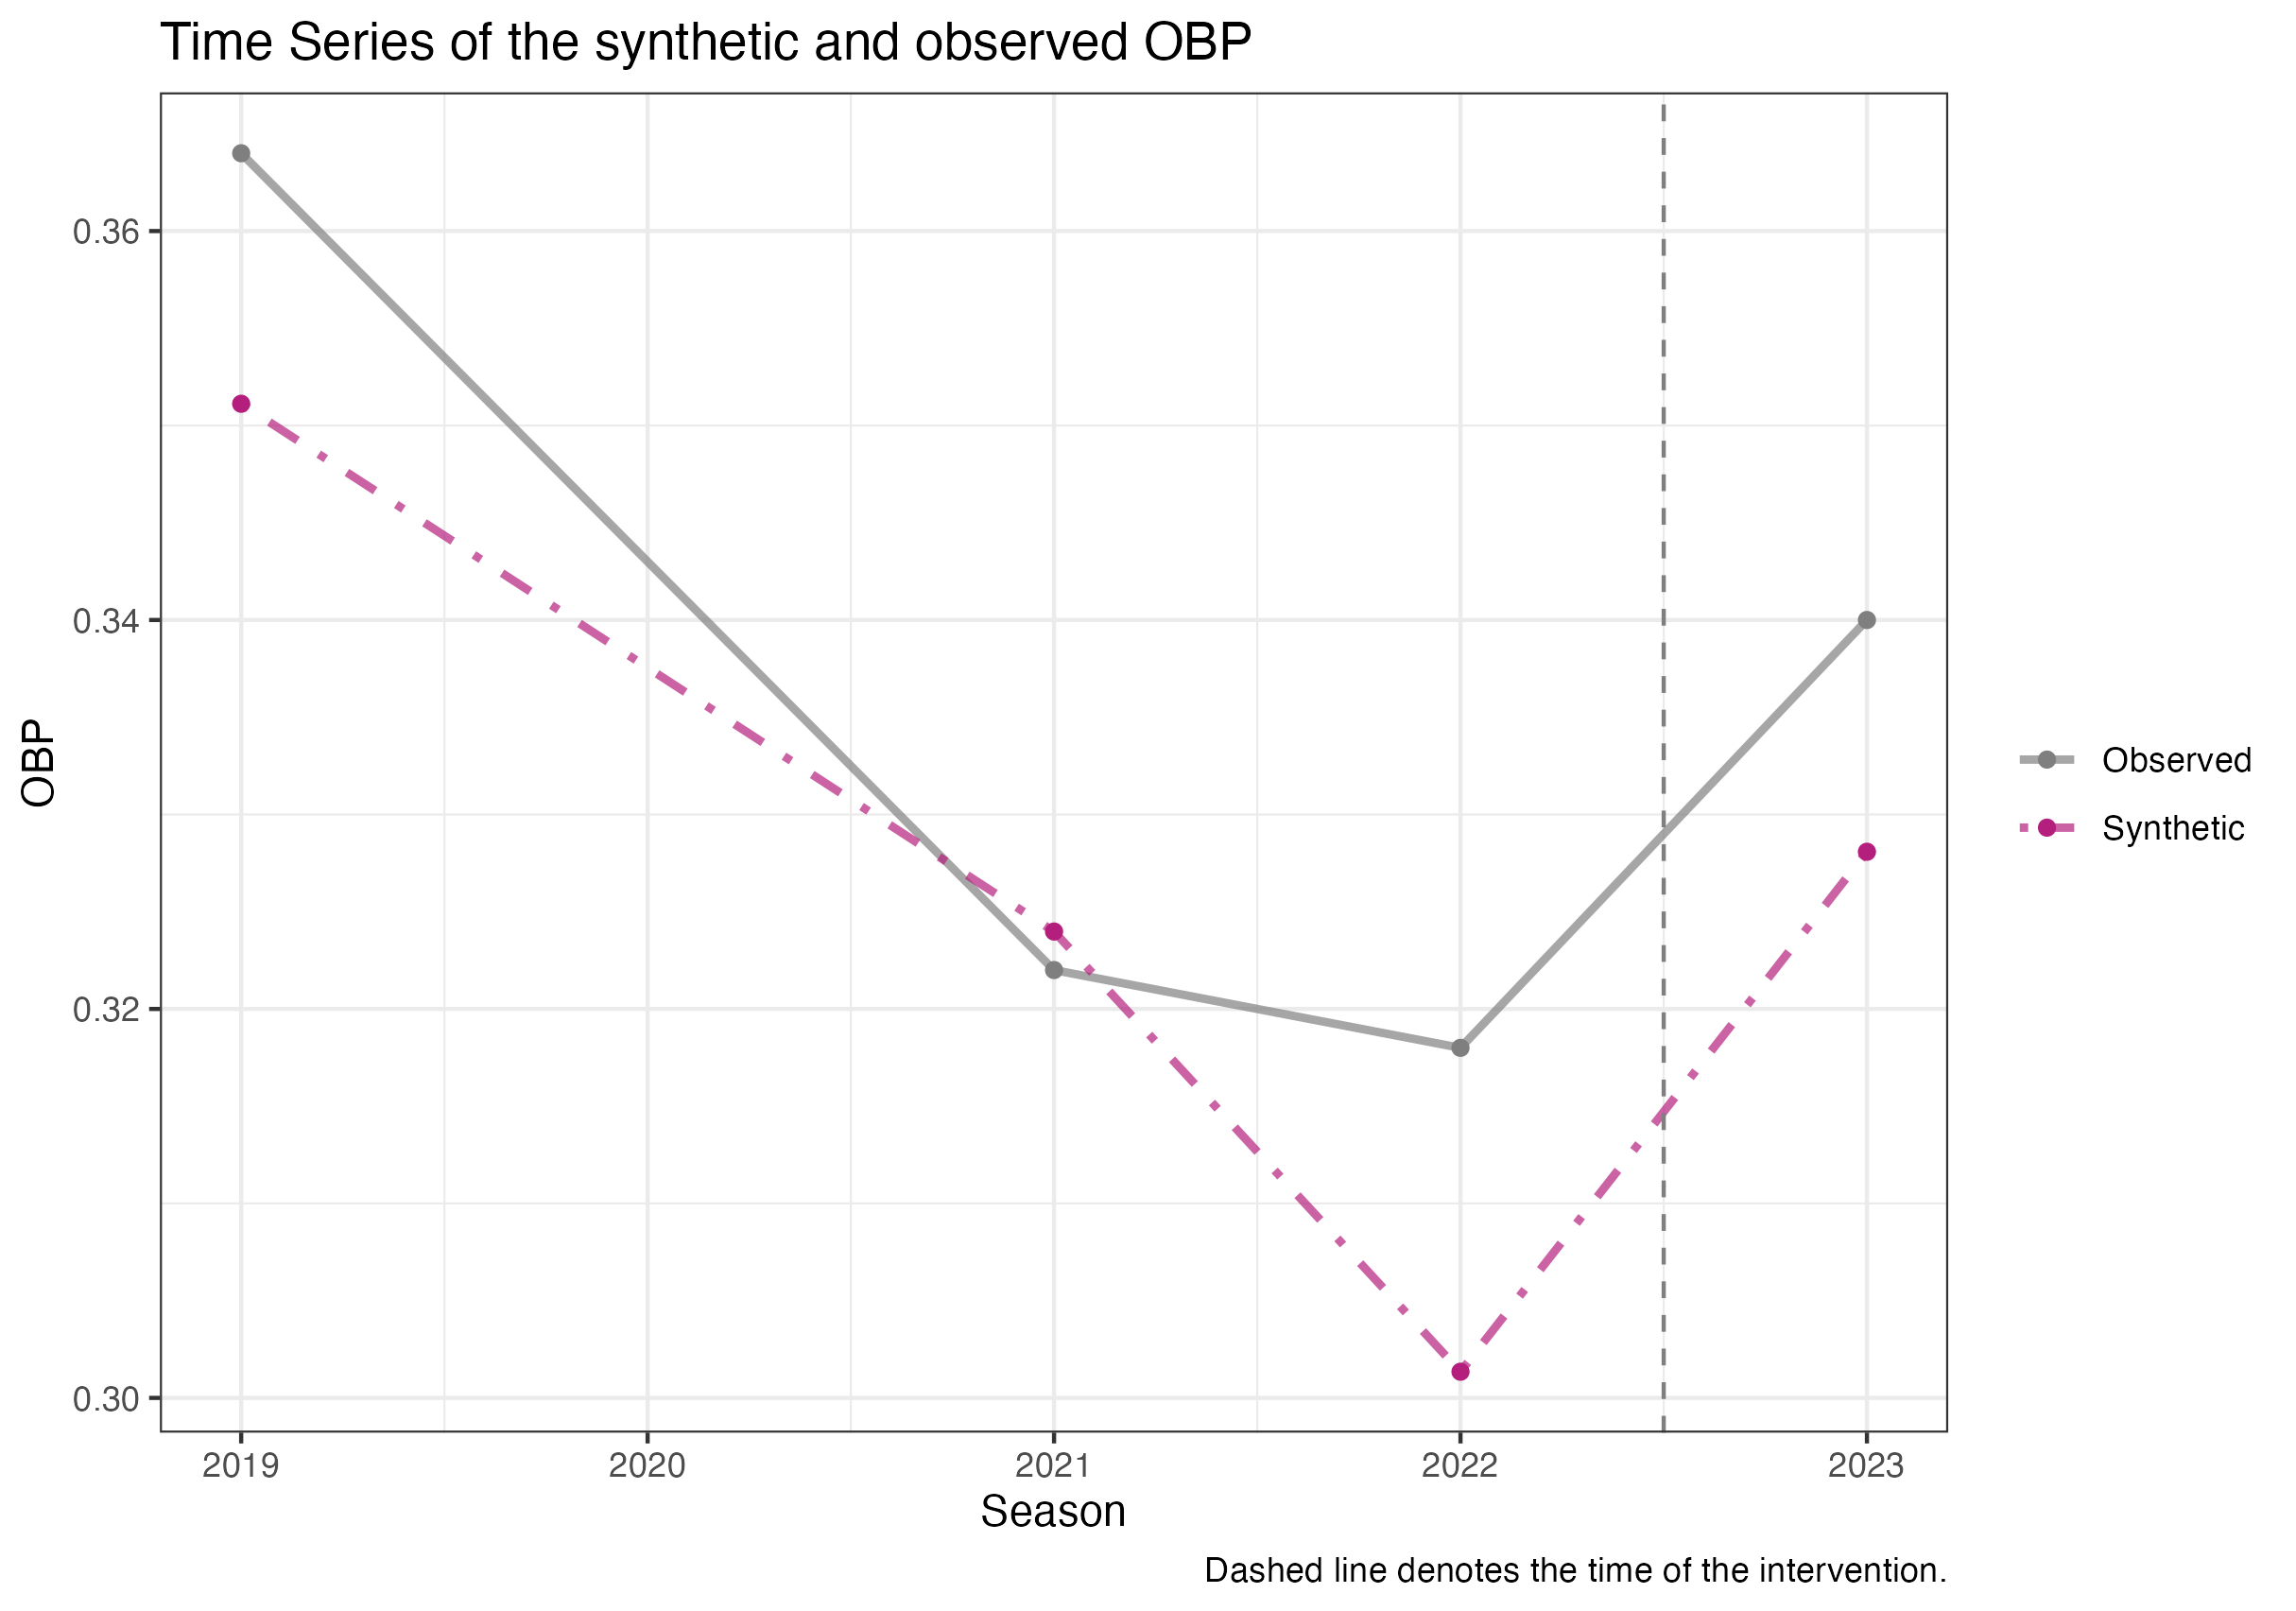 Time Series of the synthetic and observed OBP
0.36
0.34
0.32
0.30
OBP
2019 2020 2021 2022 2023
Season
Observed
Synthetic
Dashed line denotes the time of the intervention.